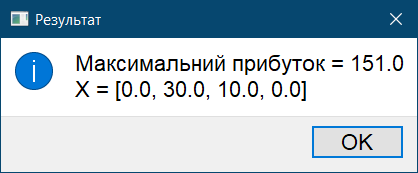 Результат
Максимальний прибуток = 151.0
X = [0.0, 30.0, 10.0, 0.0]
OK